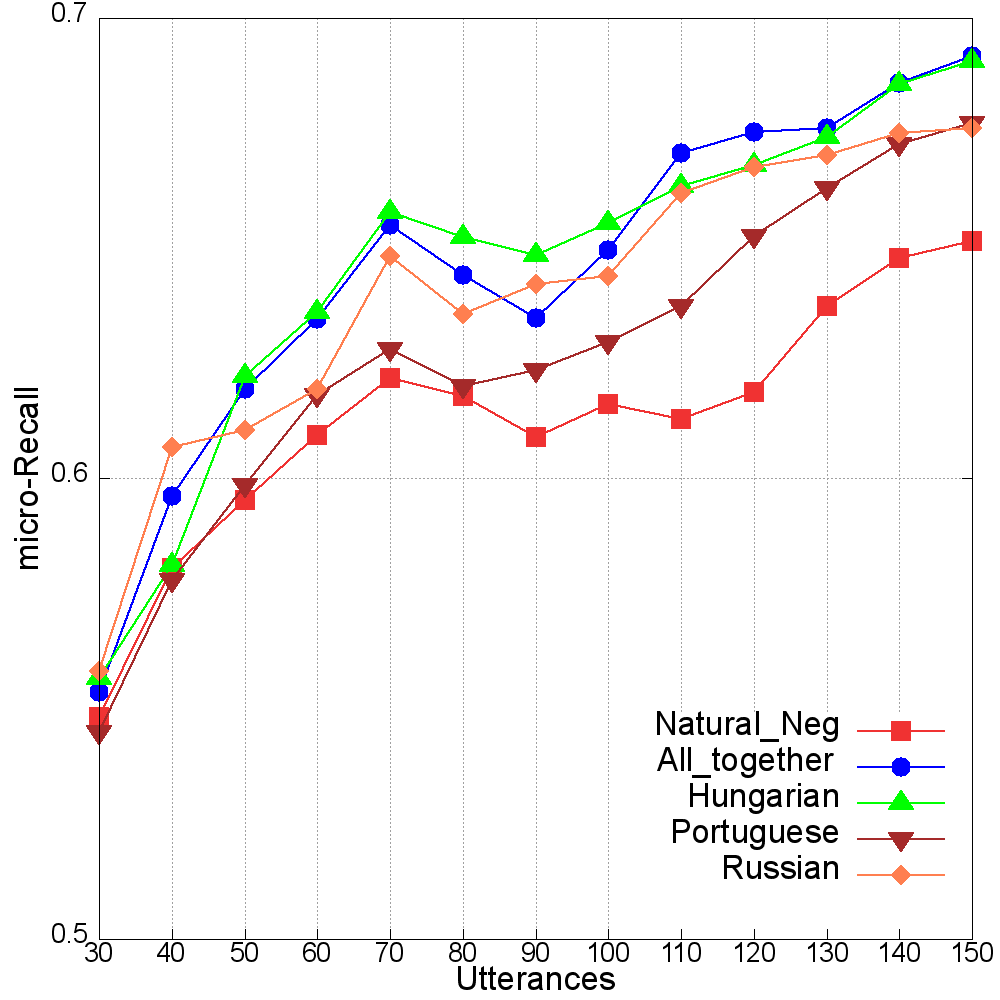 0.7
0.6
0.5
micro-Recall
30 40 50 60 70 80 90 100 110 120 130 140 150
Utterances
Natural_Neg
All_together
Hungarian
Portuguese
Russian